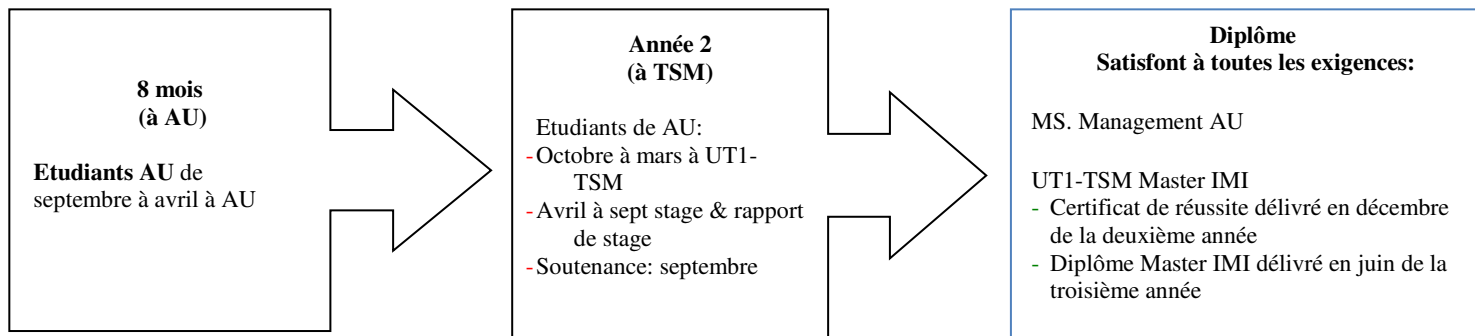 8 mois
(à AU)
Etudiants AU de
septembre à avril à AU
Année 2
(à TSM)
Etudiants de AU:
-Octobre à mars à UT1-
TSM
-Avril à sept stage & rapport
de stage
-Soutenance: septembre
Diplôme
Satisfont à toutes les exigences:
MS. Management AU
UT1-TSM Master IMI
- Certificat de réussite délivré en décembre
de la deuxième année
- Diplôme Master IMI délivré en juin de la
troisième année